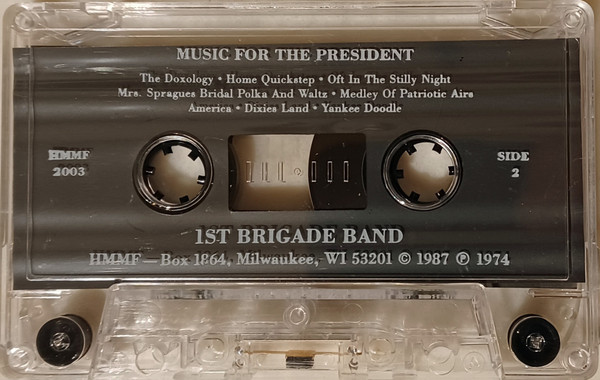 MUSIC FOR THE PRESIDENT
The Doxology • Home Quickstep • Oft In The Stilly Night
Mrs. Spragues Bridal Polka And Waltz • Medley Of Patriotic Airs
America • Dixies Land • Yankee Doodle
HMMF
2003
SIDE
2
1ST BRIGADE BAND
HMMF—Box 1864, Milwaukee, WI 53201 © 1987 ℗ 1974